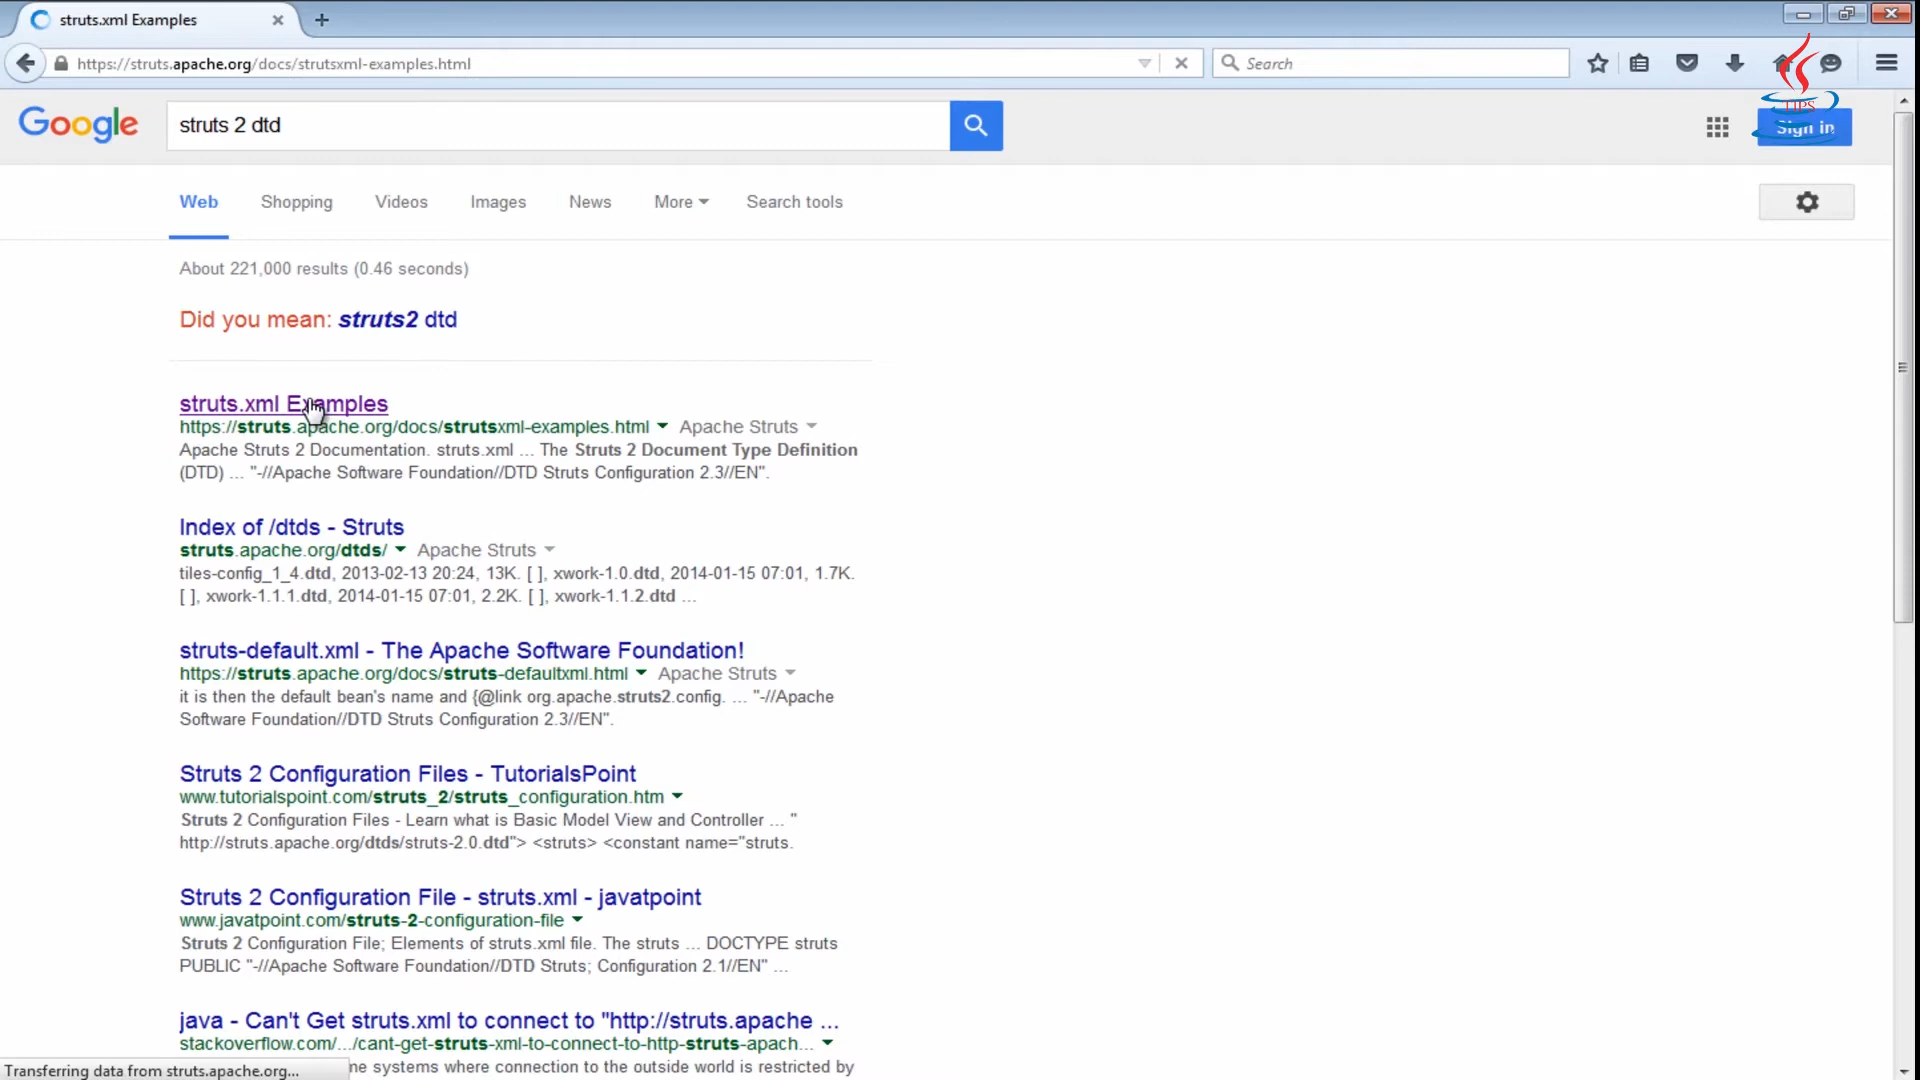 struts.xml Examples
https://struts.apache.org/docs/strutsxml-examples.html
Search
TIPS
Google
struts 2 dtd
Sign in
Web Shopping Videos Images News More Search tools
About 221,000 results (0.46 seconds)
Did you mean: struts2 dtd
struts.xml Examples
https://struts.apache.org/docs/strutsxml-examples.html Apache Struts
Apache Struts 2 Documentation. struts.xml ... The Struts 2 Document Type Definition
(DTD) ... "-//Apache Software Foundation//DTD Struts Configuration 2.3//EN".
Index of /dtds - Struts
struts.apache.org/dtds/ Apache Struts
tiles-config_1_4.dtd, 2013-02-13 20:24, 13K. [ ], xwork-1.0.dtd, 2014-01-15 07:01, 1.7K.
[ ], xwork-1.1.1.dtd, 2014-01-15 07:01, 2.2K. [ ], xwork-1.1.2.dtd ...
struts-default.xml - The Apache Software Foundation!
https://struts.apache.org/docs/struts-defaultxml.html Apache Struts
it is then the default bean's name and {@link org.apache.struts2.config. ... "-//Apache
Software Foundation//DTD Struts Configuration 2.3//EN".
Struts 2 Configuration Files - TutorialsPoint
www.tutorialspoint.com/struts_2/struts_configuration.htm
Struts 2 Configuration Files - Learn what is Basic Model View and Controller ... "
http://struts.apache.org/dtds/struts-2.0.dtd"> <struts> <constant name="struts.
Struts 2 Configuration File - struts.xml - javatpoint
www.javatpoint.com/struts-2-configuration-file
Struts 2 Configuration File; Elements of struts.xml file. The struts ... DOCTYPE struts
PUBLIC "-//Apache Software Foundation//DTD Struts; Configuration 2.1//EN" ...
java - Can't Get struts.xml to connect to "http://struts.apache ...
stackoverflow.com/.../cant-get-struts-xml-to-connect-to-http-struts-apach...
Transferring data from struts.apache.org... me systems where connection to the outside world is restricted by